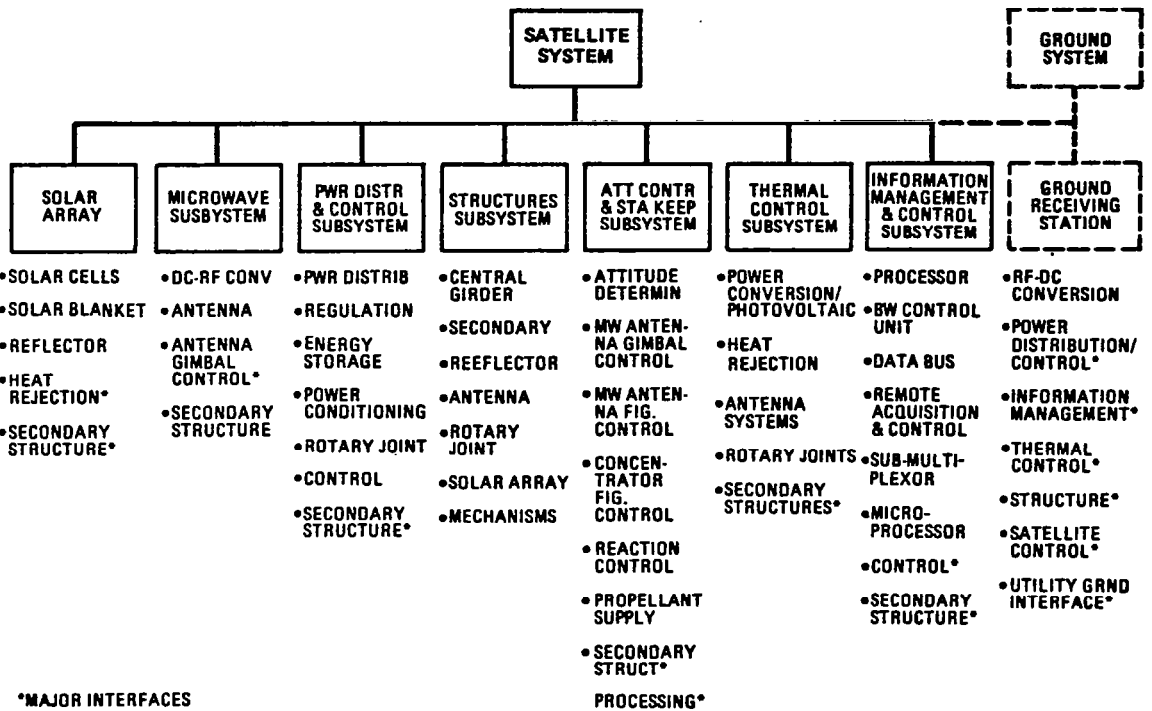 SATELLITE
SYSTEM
GROUND
SYSTEM
SOLAR
ARRAY
MICROWAVE
SUSBYSTEM
PWR DISTR
& CONTROL
SUBSYSTEM
STRUCTURES
SUBSYSTEM
ATT CONTR
& STA KEEP
SUBSYSTEM
THERMAL
CONTROL
SUBSYSTEM
INFORMATION
MANAGEMENT
& CONTROL
SUBSYSTEM
GROUND
RECEIVING
STATION
•SOLAR CELLS
•SOLAR BLANKET
•REFLECTOR
•HEAT
REJECTION*
•SECONDARY
STRUCTURE*
•DC-RF CONV
•ANTENNA
•ANTENNA
GIMBAL
CONTROL*
•SECONDARY
STRUCTURE
•PWR DISTRIB
•REGULATION
•ENERGY
STORAGE
•POWER
CONDITIONING
•ROTARY JOINT
•CONTROL
•SECONDARY
STRUCTURE*
•CENTRAL
GIRDER
•SECONDARY
•REEFLECTOR
•ANTENNA
•ROTARY
JOINT
•SOLAR ARRAY
•MECHANISMS
•ATTITUDE
DETERMIN
•MW ANTEN-
NA GIMBAL
CONTROL
•MW ANTEN-
NA FIG.
CONTROL
•CONCEN-
TRATOR
FIG.
CONTROL
•REACTION
CONTROL
•PROPELLANT
SUPPLY
•SECONDARY
STRUCT*
PROCESSING*
•POWER
CONVERSION/
PHOTOVOLTAIC
•HEAT
REJECTION
•ANTENNA
SYSTEMS
•ROTARY JOINTS
•SECONDARY
STRUCTURES*
•PROCESSOR
•BW CONTROL
UNIT
•DATA BUS
•REMOTE
ACQUISITION
& CONTROL
•SUB-MULTI-
PLEXOR
•MICRO-
PROCESSOR
•CONTROL*
•SECONDARY
STRUCTURE*
•RF-DC
CONVERSION
•POWER
DISTRIBUTION/
CONTROL*
•INFORMATION
MANAGEMENT*
•THERMAL
CONTROL*
•STRUCTURE*
•SATELLITE
CONTROL*
•UTILITY GRND
INTERFACE*
*MAJOR INTERFACES